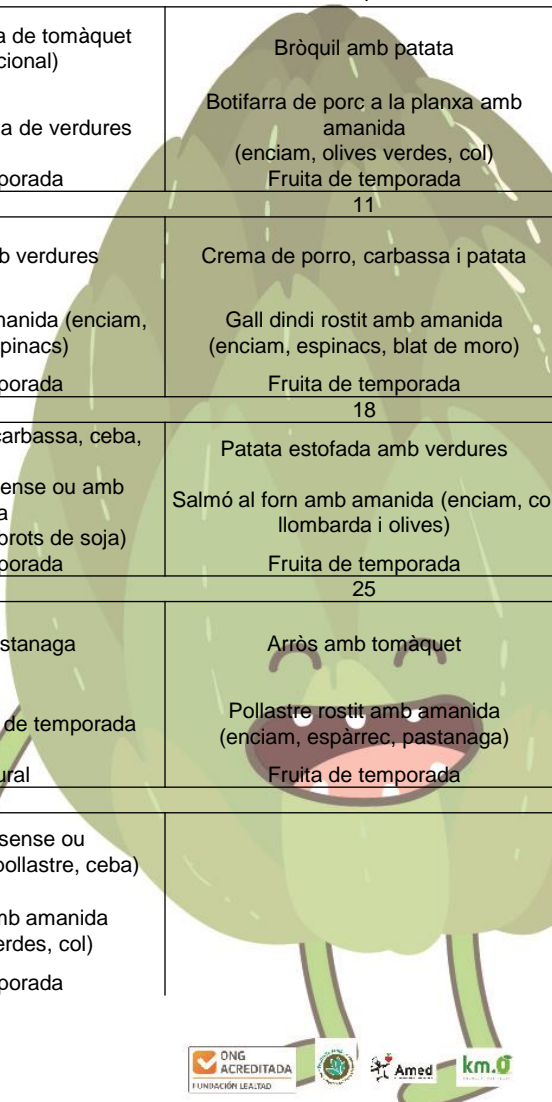 a de tomàquet
cional)
a de verdures
porada
Bròquil amb patata
Botifarra de porc a la planxa amb
amanida
(enciam, olives verdes, col)
Fruita de temporada
11
b verdures
manida (enciam,
spinacs)
porada
Crema de porro, carbassa i patata
Gall dindi rostit amb amanida
(enciam, espinacs, blat de moro)
Fruita de temporada
18
carbassa, ceba,
ense ou amb
a
brots de soja)
porada
Patata estofada amb verdures
Salmó al forn amb amanida (enciam, co
llombarda i olives)
Fruita de temporada
25
stanaga
de temporada
ural
Arròs amb tomàquet
Pollastre rostit amb amanida
(enciam, espàrrec, pastanaga)
Fruita de temporada
sense ou
pollastre, ceba)
mb amanida
erdes, col)
porada
ONG
ACREDITADA
FUNDACIÓN LEALTAD
Amed
km.0